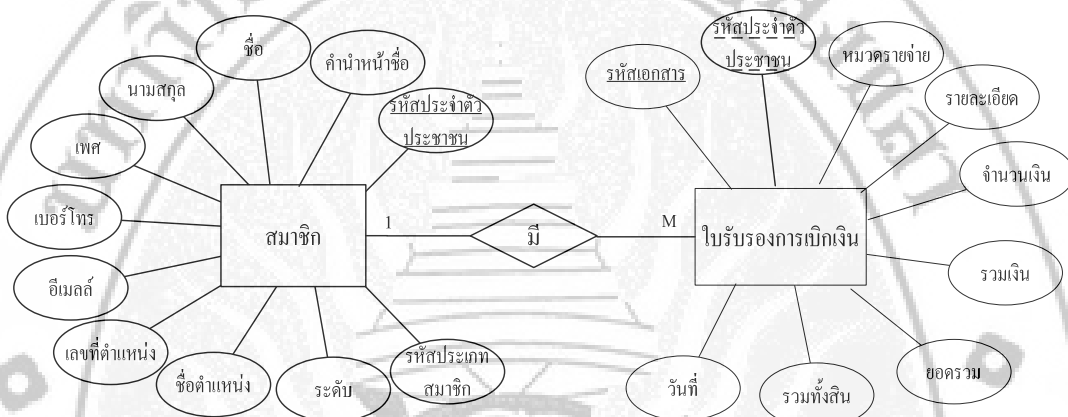 ชื่อ
คำนำหน้าชื่อ
นามสกุล
รหัสประจำตัว
ประชาชน
เพศ
เบอร์โทร
อีเมลล์
เลขที่ตำแหน่ง
ชื่อตำแหน่ง
ระดับ
รหัสประเภท
สมาชิก
สมาชิก
1
มี
M
ใบรับรองการเบิกเงิน
รหัสเอกสาร
รหัสประจำตัว
ประชาชน
หมวดรายจ่าย
รายละเอียด
จำนวนเงิน
รวมเงิน
ยอดรวม
รวมทั้งสิน
วันที่